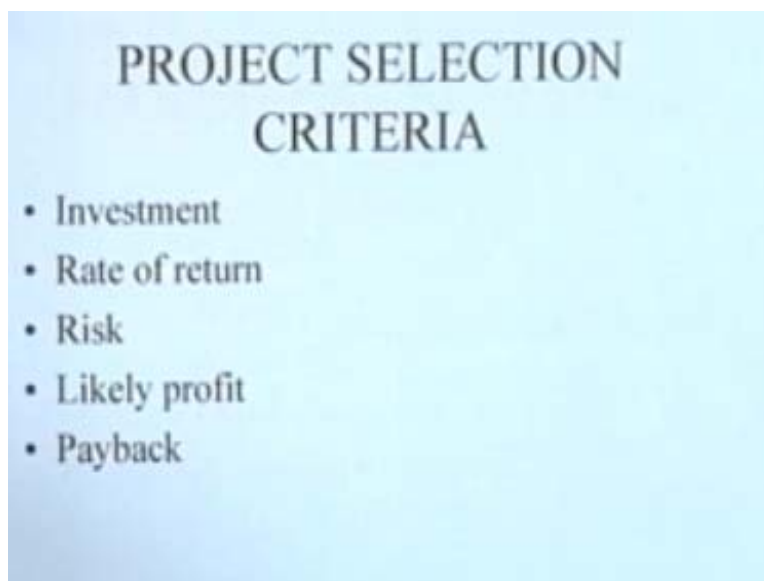 PROJECT SELECTION
CRITERIA
• Investment
• Rate of return
• Risk
• Likely profit
• Payback